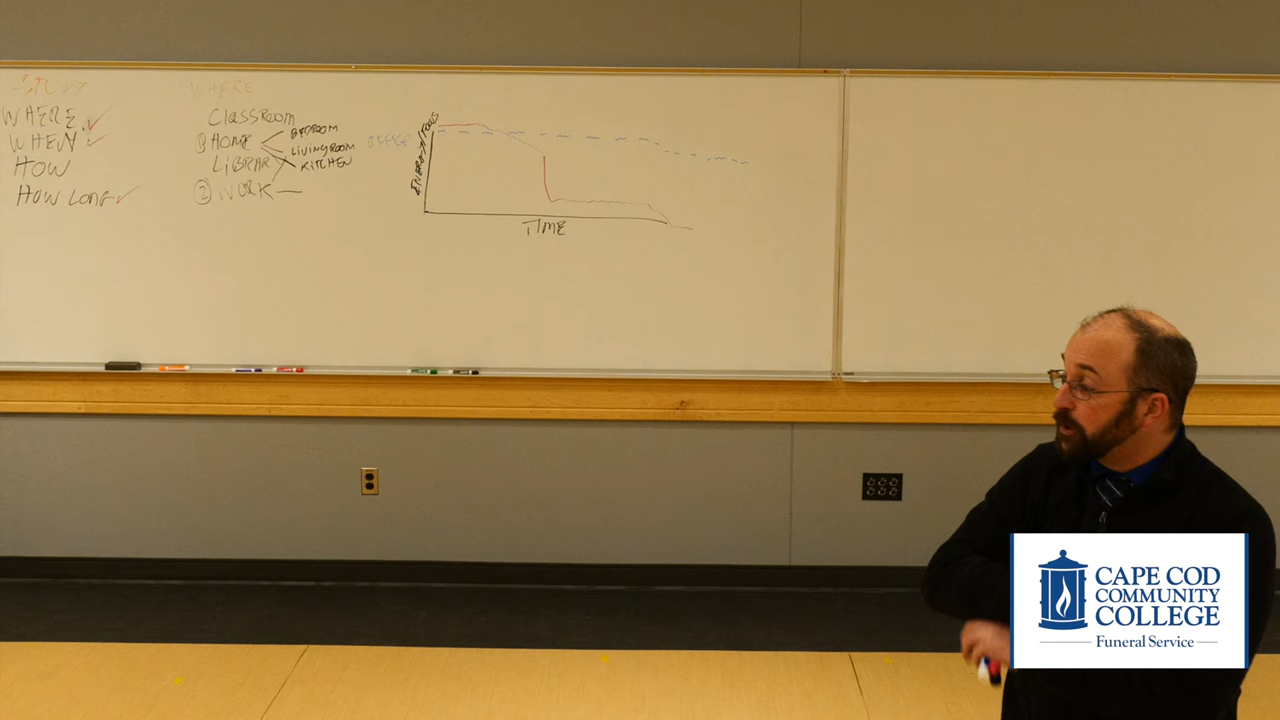 STUDY
WHERE
WHEN
HOW
HOW LONG
WHERE
CLASSROOM
① HOME
BEDROOM
LIVINGROOM
KITCHEN
LIBRAR
② WORK
OFFICE
ENERGY/FOCUS
TIME
CAPE COD
COMMUNITY
COLLEGE
Funeral Service